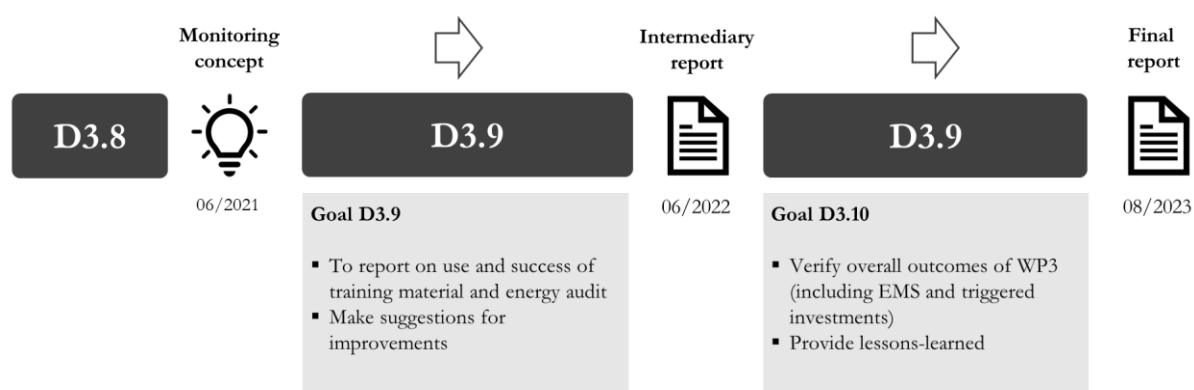 Monitoring
concept
Intermediary
report
Final
report
D3.8
D3.9
D3.9
06/2021
06/2022
08/2023
Goal D3.9
▪ To report on use and success of
training material and energy audit
▪ Make suggestions for
improvements
Goal D3.10
▪ Verify overall outcomes of WP3
(including EMS and triggered
investments)
▪ Provide lessons-learned